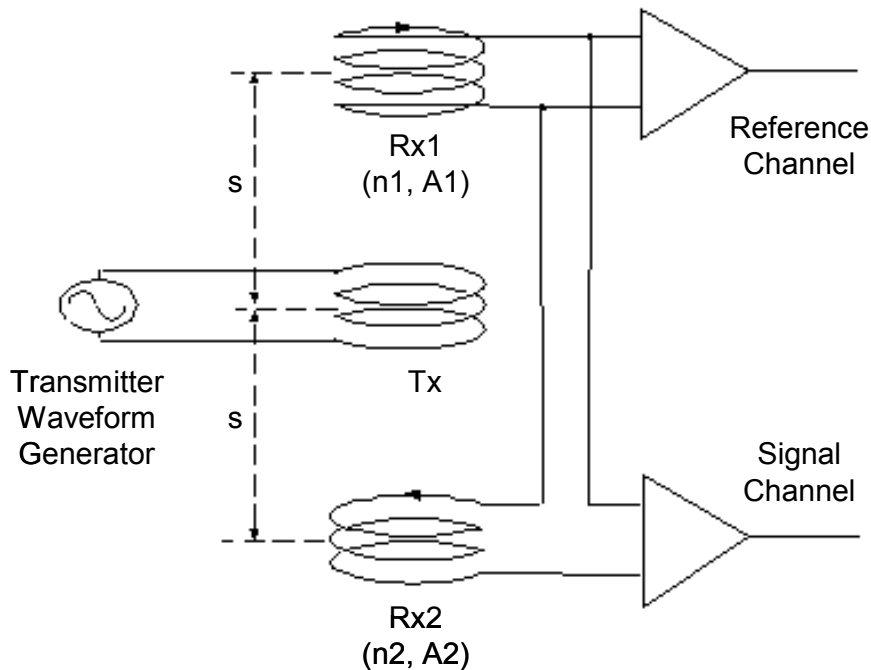 Rx1
(n1, A1)
Reference
Channel
s
Transmitter
Waveform
Generator
Tx
s
Signal
Channel
Rx2
(n2, A2)